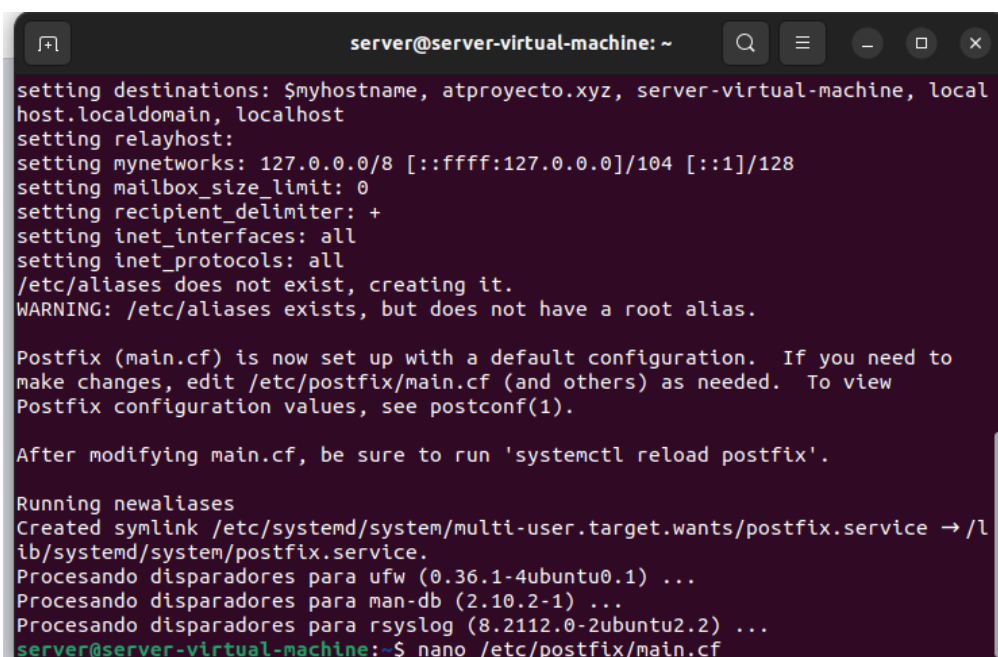 server@server-virtual-machine: ~
setting destinations: $myhostname, atproyecto.xyz, server-virtual-machine, local
host.localdomain, localhost
setting relayhost:
setting mynetworks: 127.0.0.0/8 [::ffff:127.0.0.0]/104 [::1]/128
setting mailbox_size_limit: 0
setting recipient_delimiter: +
setting inet_interfaces: all
setting inet_protocols: all
/etc/aliases does not exist, creating it.
WARNING: /etc/aliases exists, but does not have a root alias.
Postfix (main.cf) is now set up with a default configuration.  If you need to
make changes, edit /etc/postfix/main.cf (and others) as needed.  To view
Postfix configuration values, see postconf(1).
After modifying main.cf, be sure to run 'systemctl reload postfix'.
Running newaliases
Created symlink /etc/systemd/system/multi-user.target.wants/postfix.service → /l
ib/systemd/system/postfix.service.
Procesando disparadores para ufw (0.36.1-4ubuntu0.1) ...
Procesando disparadores para man-db (2.10.2-1) ...
Procesando disparadores para rsyslog (8.2112.0-2ubuntu2.2) ...
server@server-virtual-machine:~$ nano /etc/postfix/main.cf